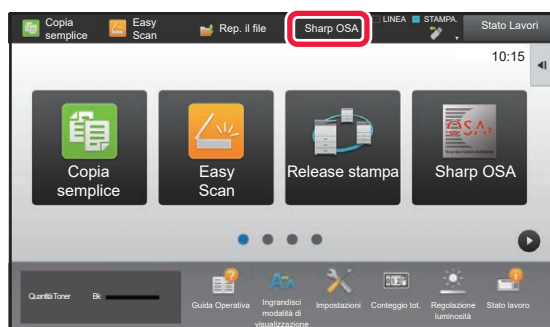 Copia semplice
Easy Scan
Rep. il file
Sharp OSA
LINEA
STAMPA.
Stato Lavori
10:15
Copia semplice
Easy Scan
Release stampa
OSA
Sharp OSA
Quantità Toner
Bk
Guida Operativa
Ingrandisci modalità di visualizzazione
Impostazioni
Conteggio tot.
Regolazione luminosità
Stato lavoro